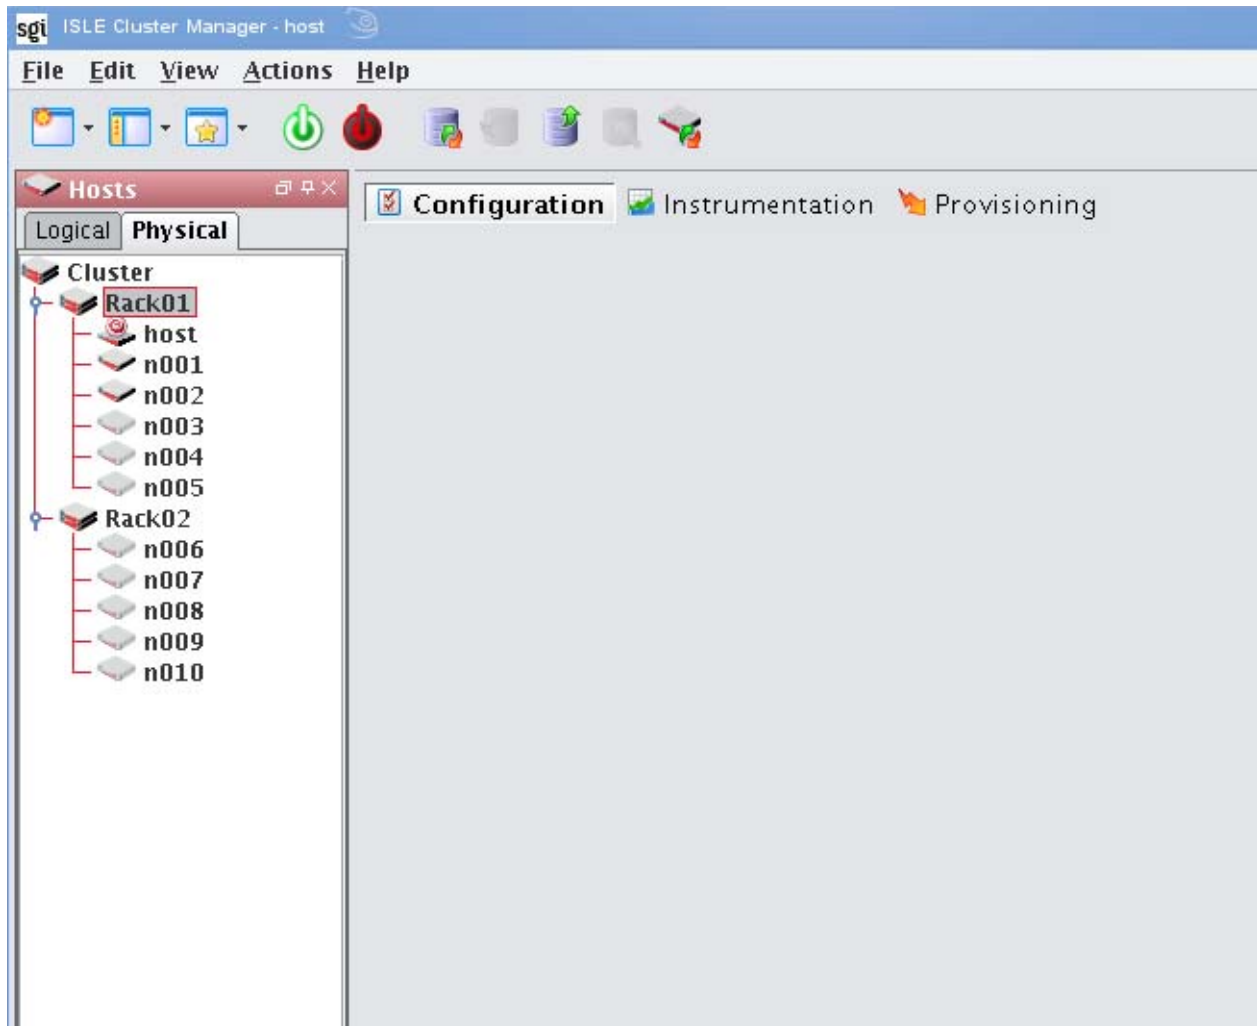 sgi ISLE Cluster Manager - host
File Edit View Actions Help
Hosts
Logical Physical
Configuration Instrumentation Provisioning
Cluster
Rack01
host
n001
n002
n003
n004
n005
Rack02
n006
n007
n008
n009
n010